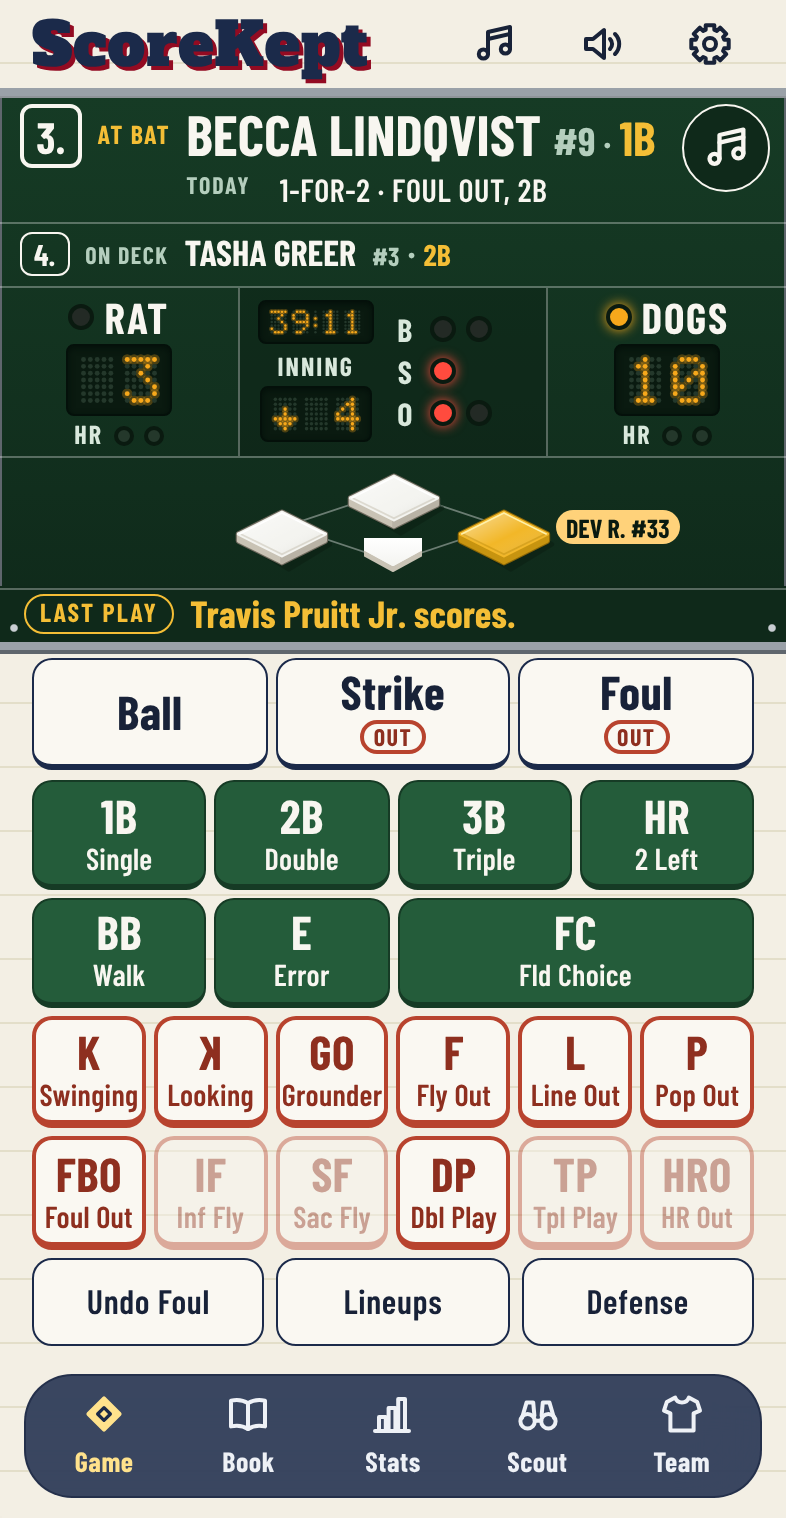 ScoreKept
3. AT BAT BECCA LINDQVIST #9 · 1B
TODAY 1-FOR-2 · FOUL OUT, 2B
4. ON DECK TASHA GREER #3 · 2B
RAT 39:11 B DOGS
3 INNING S 10
4 O
HR HR
DEV R. #33
LAST PLAY Travis Pruitt Jr. scores.
Ball Strike Foul
OUT OUT
1B 2B 3B HR
Single Double Triple 2 Left
BB E FC
Walk Error Fld Choice
K ꓘ GO F L P
Swinging Looking Grounder Fly Out Line Out Pop Out
FBO IF SF DP TP HRO
Foul Out Inf Fly Sac Fly Dbl Play Tpl Play HR Out
Undo Foul Lineups Defense
Game Book Stats Scout Team